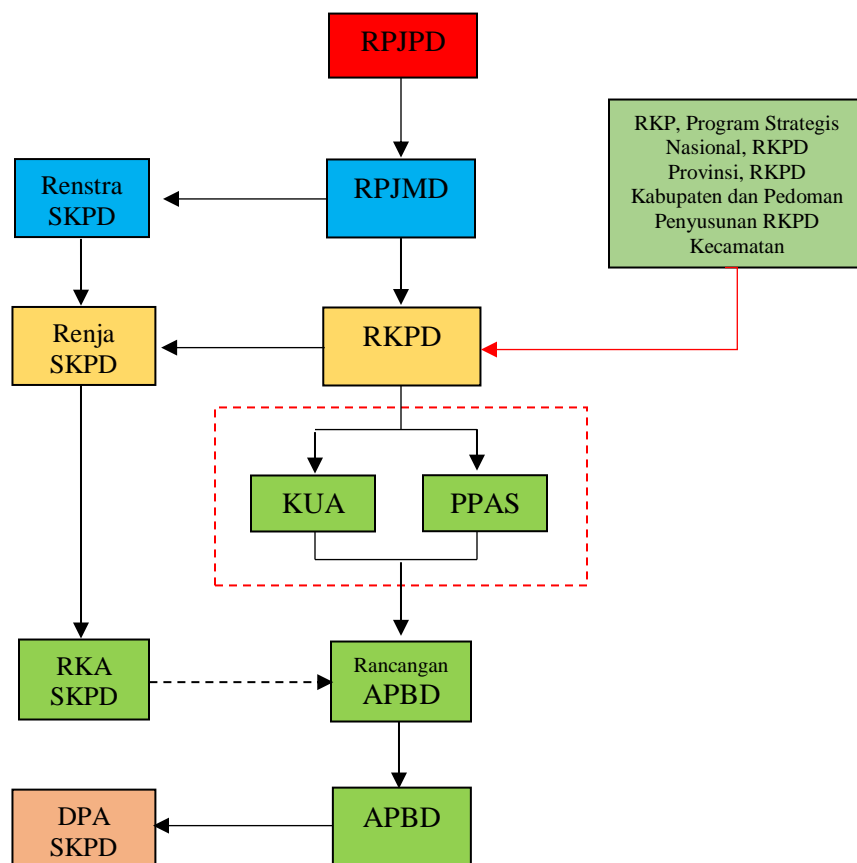 RPJPD
RKP, Program Strategis
Nasional, RKPD
Provinsi, RKPD
Kabupaten dan Pedoman
Penyusunan RKPD
Kecamatan
Renstra
SKPD
RPJMD
Renja
SKPD
RKPD
KUA
PPAS
RKA
SKPD
Rancangan
APBD
DPA
SKPD
APBD